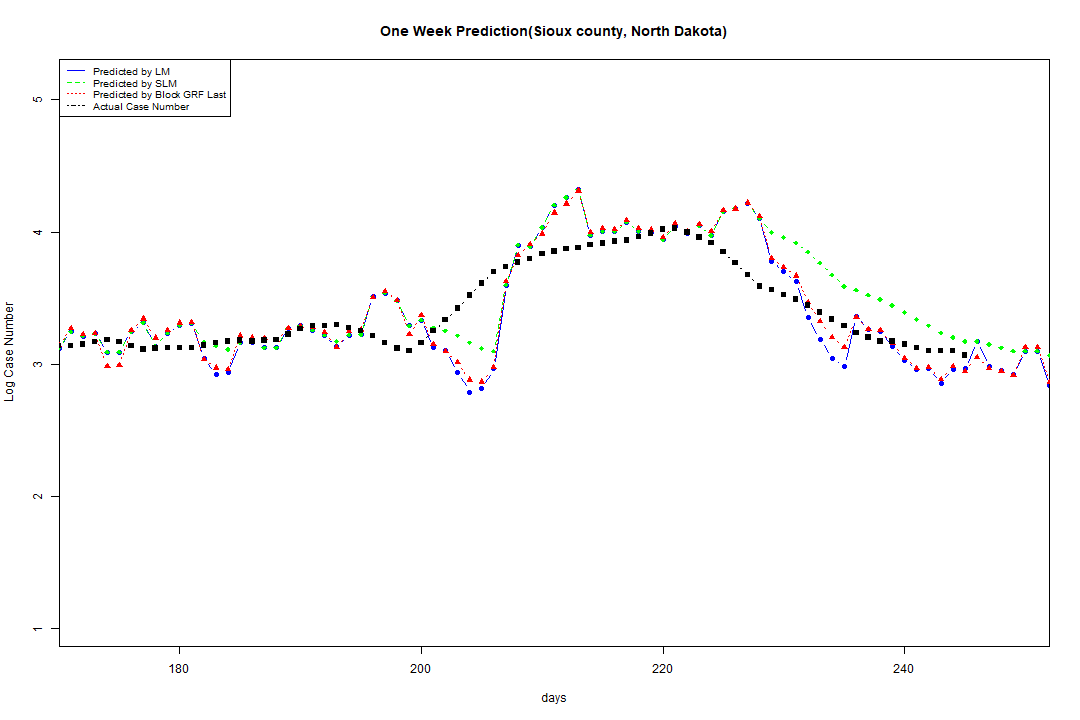 One Week Prediction(Sioux county, North Dakota)
Predicted by LM
Predicted by SLM
Predicted by Block GRF Last
Actual Case Number
5
4
3
2
1
Log Case Number
180 200 220 240
days